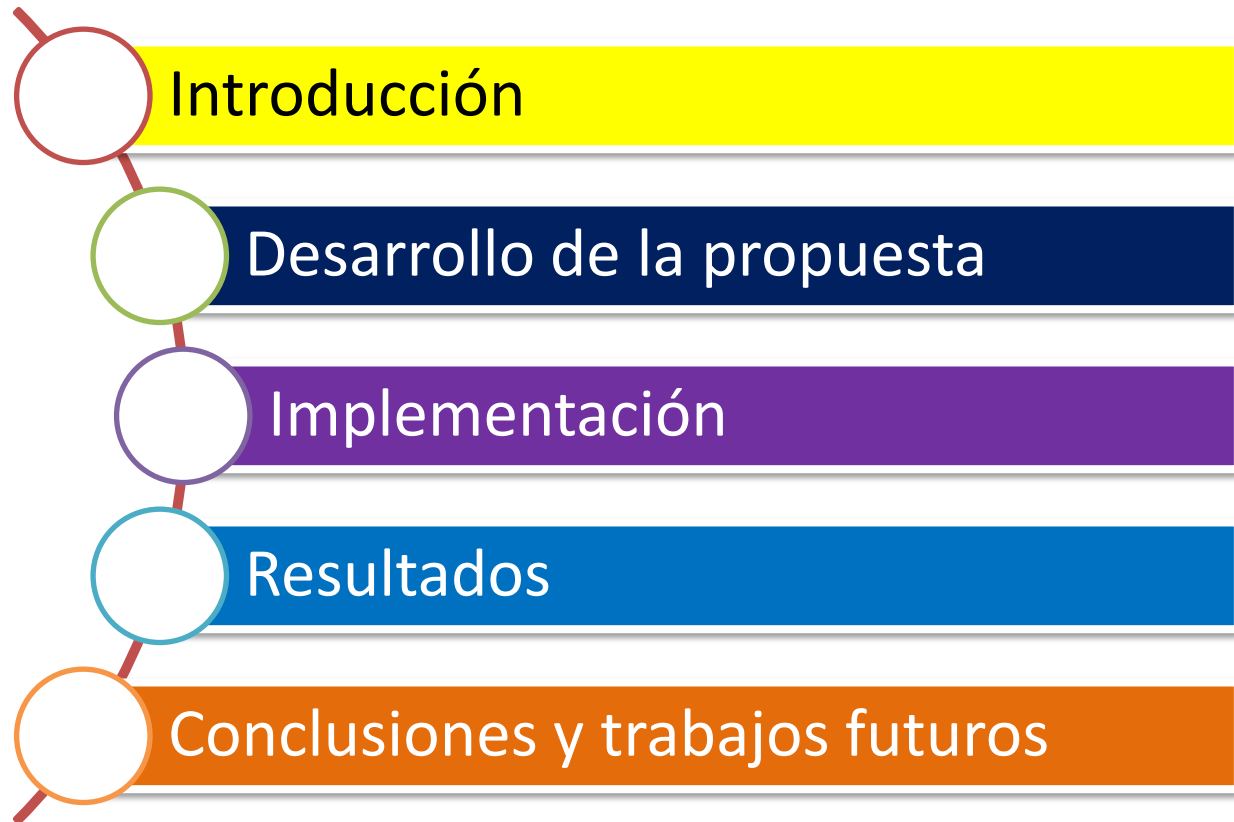 Introducción
Desarrollo de la propuesta
Implementación
Resultados
Conclusiones y trabajos futuros